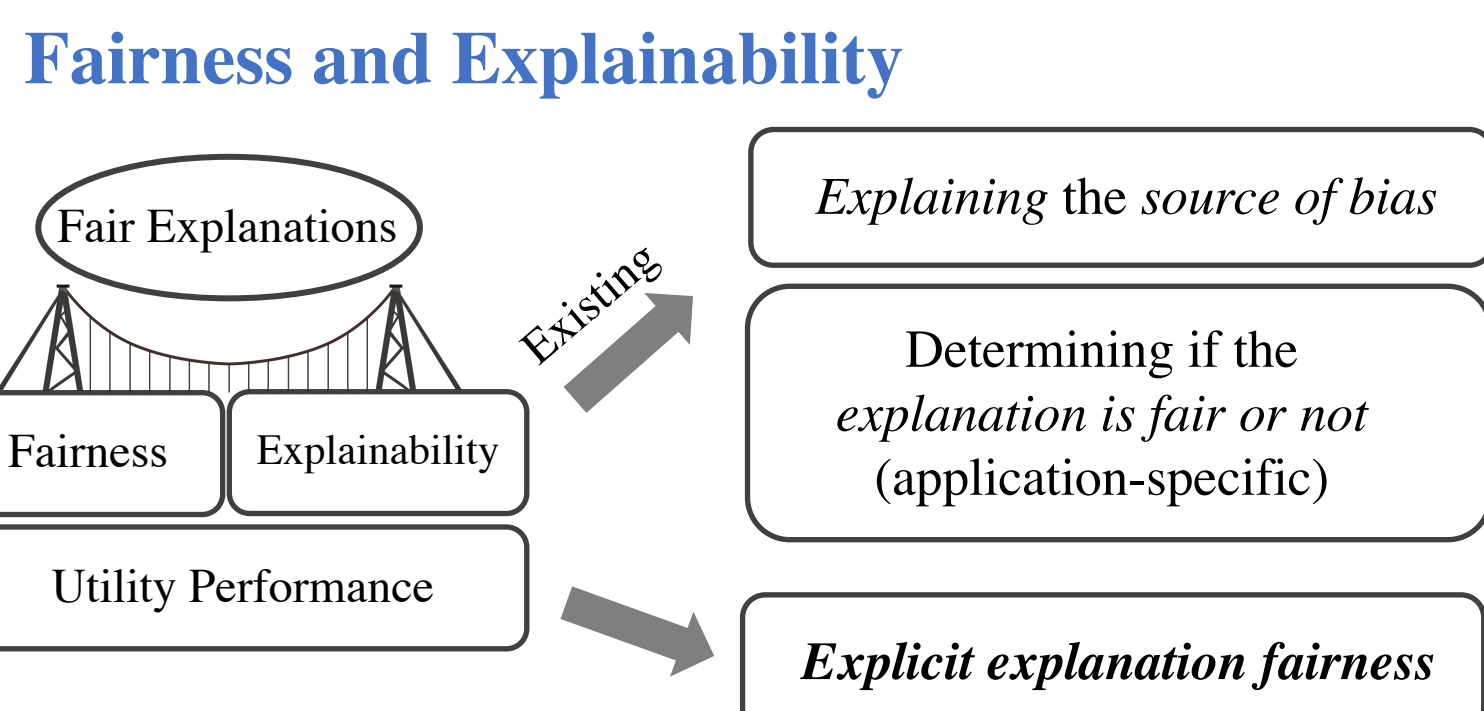 Fairness and Explainability
Fair Explanations
Fairness
Explainability
Utility Performance
Existing
Explaining the source of bias
Determining if the
explanation is fair or not
(application-specific)
Explicit explanation fairness